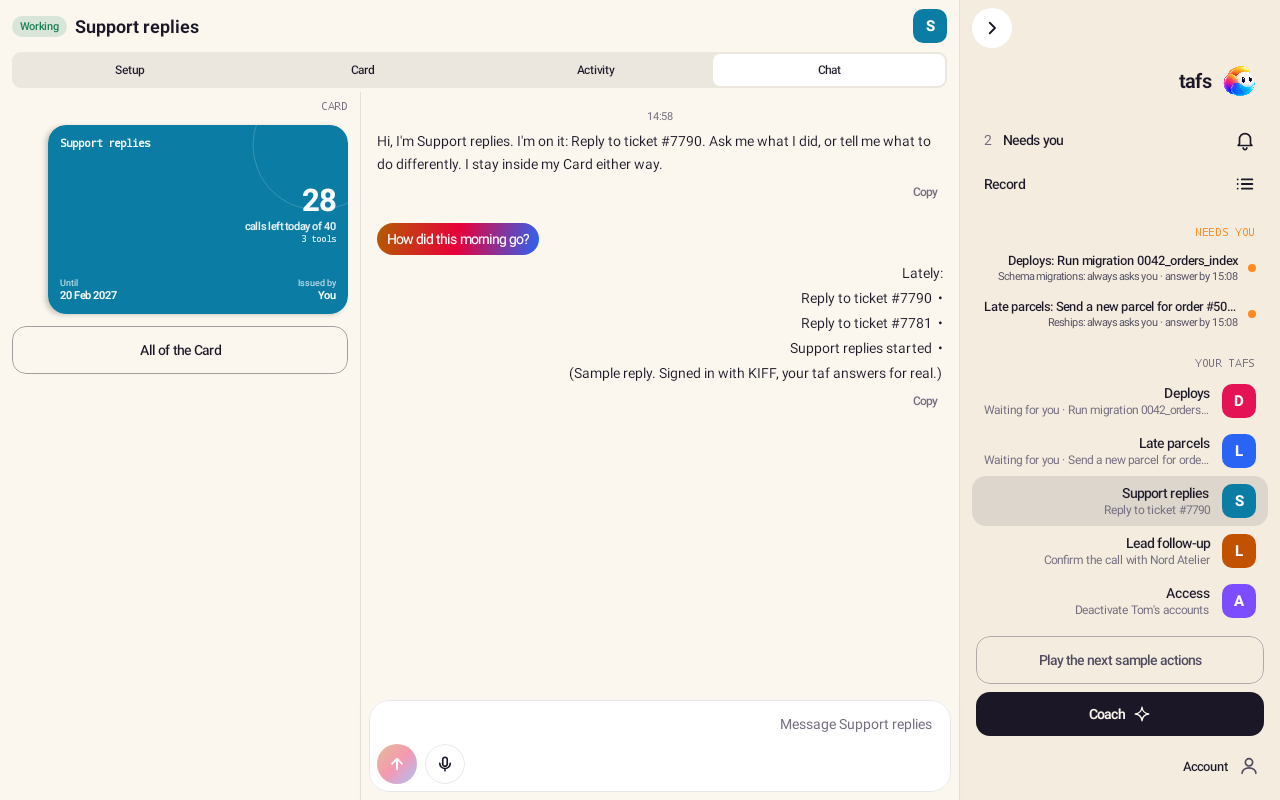 Working
Support replies
S
Setup
Card
Activity
Chat
CARD
Support replies
28
calls left today of 40
3 tools
Until
20 Feb 2027
Issued by
You
All of the Card
14:58
Hi, I'm Support replies. I'm on it: Reply to ticket #7790. Ask me what I did, or tell me what to
do differently. I stay inside my Card either way.
Copy
How did this morning go?
Lately:
Reply to ticket #7790 •
Reply to ticket #7781 •
Support replies started •
(Sample reply. Signed in with KIFF, your taf answers for real.)
Copy
Message Support replies
tafs
2 Needs you
Record
NEEDS YOU
Deploys: Run migration 0042_orders_index
Schema migrations: always asks you · answer by 15:08
Late parcels: Send a new parcel for order #50...
Reships: always asks you · answer by 15:08
YOUR TAFS
Deploys
Waiting for you · Run migration 0042_orders...
D
Late parcels
Waiting for you · Send a new parcel for orde...
L
Support replies
Reply to ticket #7790
S
Lead follow-up
Confirm the call with Nord Atelier
L
Access
Deactivate Tom's accounts
A
Play the next sample actions
Coach
Account